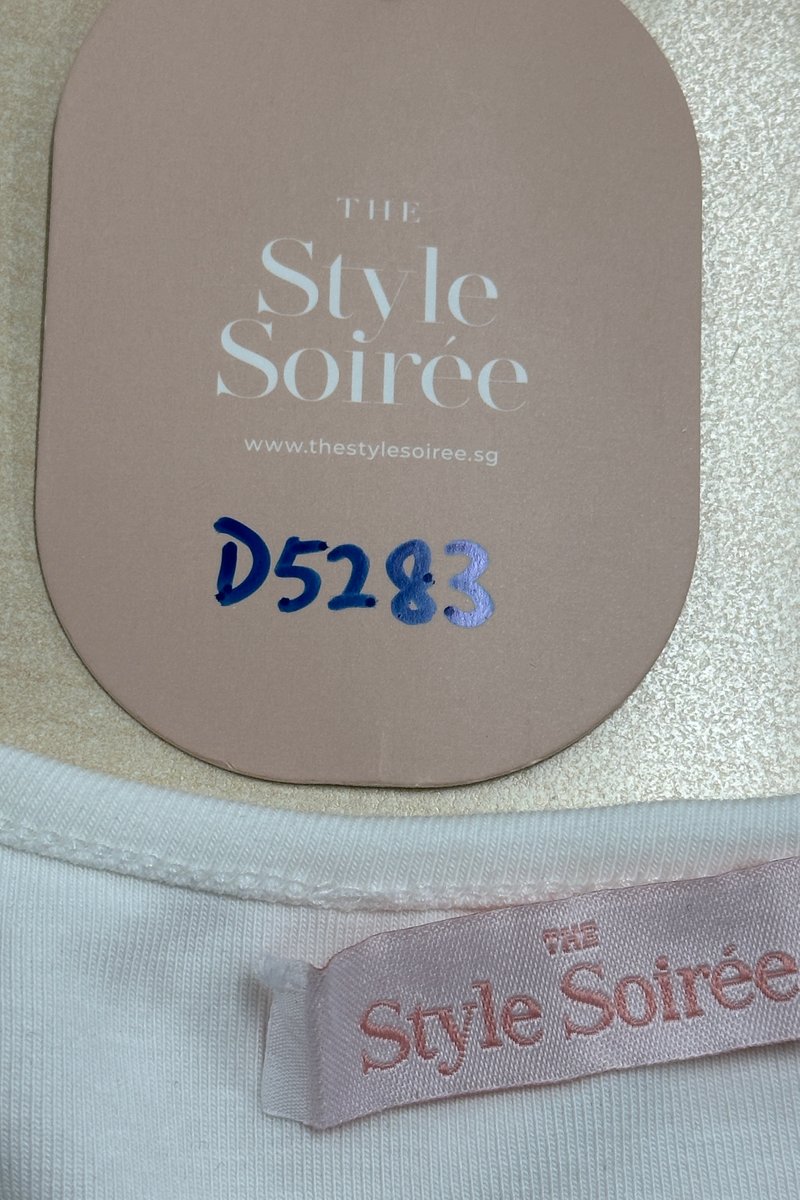 THE
Style
Soirée
www.thestylesoiree.sg
D5283
THE
Style Soirée